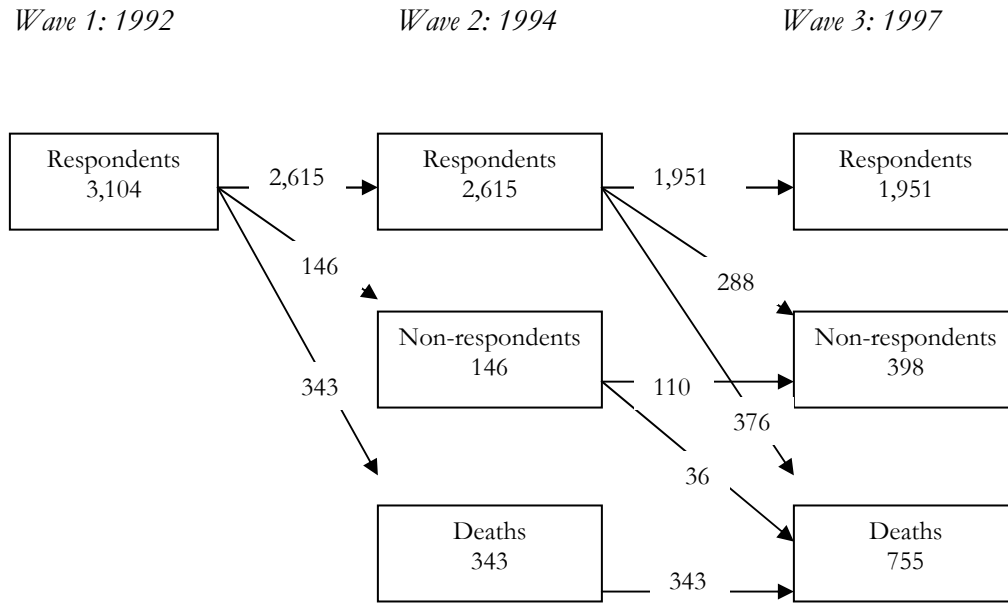 Wave 1: 1992
Wave 2: 1994
Wave 3: 1997
Respondents
3,104
2,615
Respondents
2,615
1,951
Respondents
1,951
146
288
Non-respondents
146
110
Non-respondents
398
343
376
36
Deaths
343
343
Deaths
755